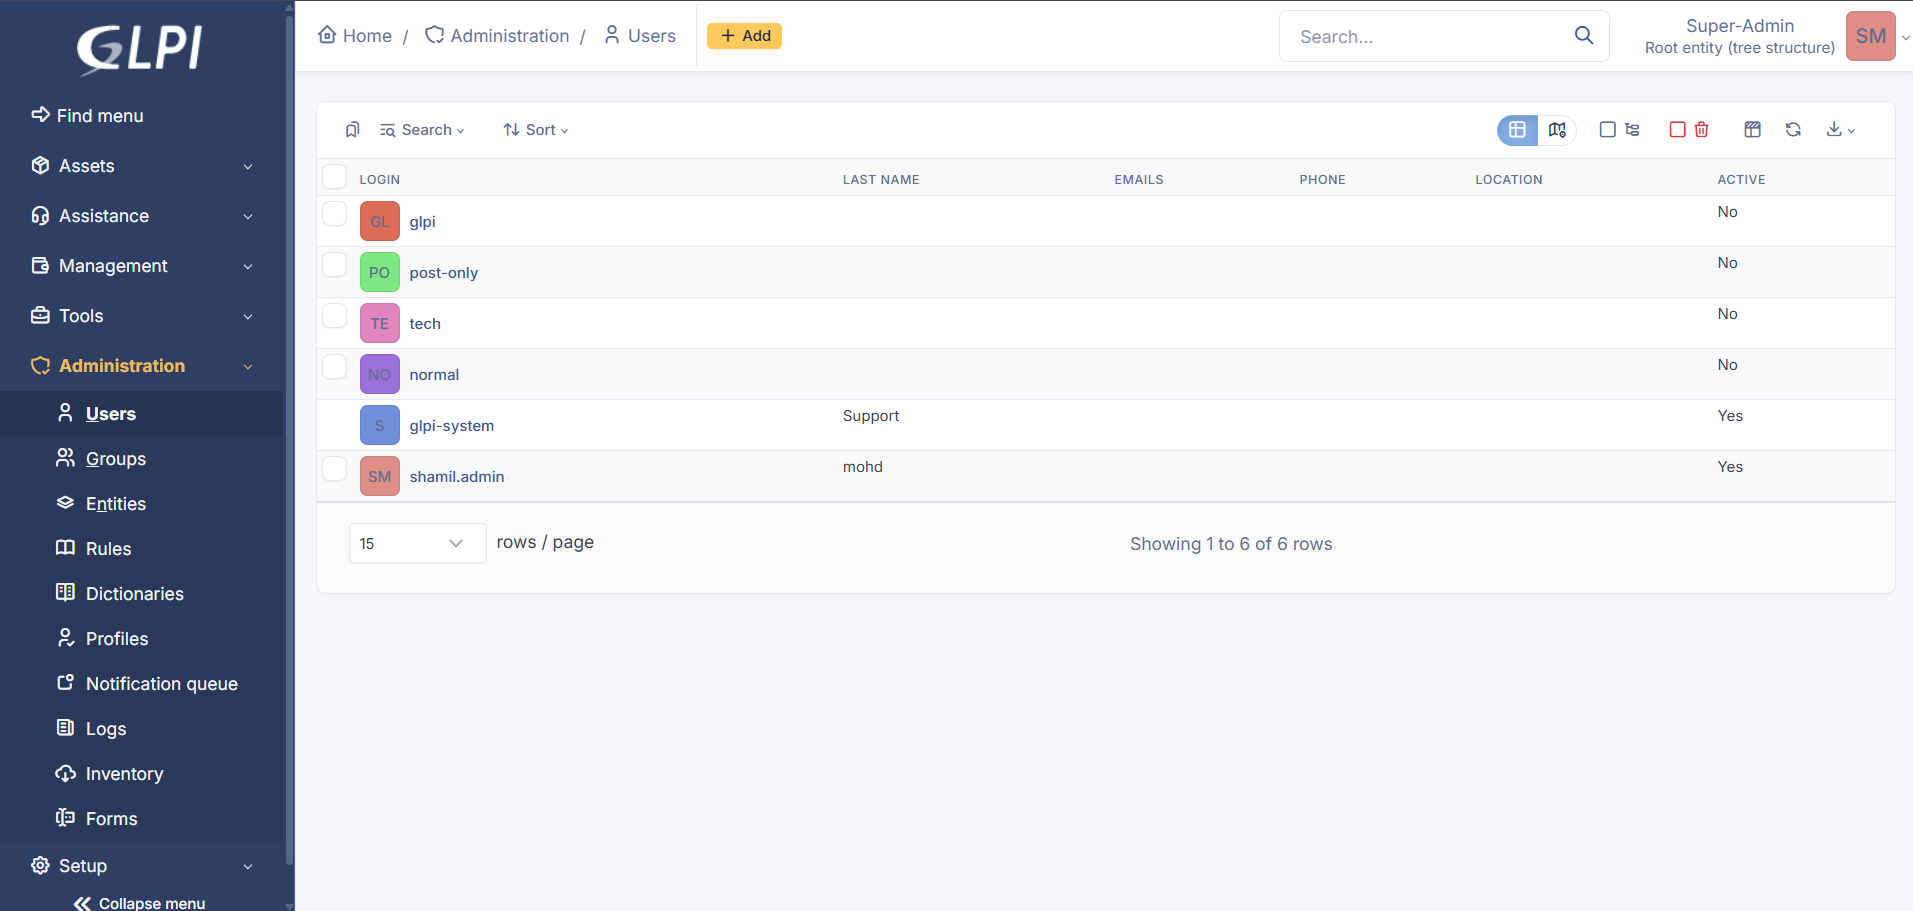 GLPI
Find menu
Assets
Assistance
Management
Tools
Administration
Users
Groups
Entities
Rules
Dictionaries
Profiles
Notification queue
Logs
Inventory
Forms
Setup
Collapse menu
Home / Administration / Users
Add
Search...
Super-Admin
Root entity (tree structure)
SM
Search
Sort
LOGIN LAST NAME EMAILS PHONE LOCATION ACTIVE
GL glpi No
PO post-only No
TE tech No
NO normal No
S glpi-system Support Yes
SM shamil.admin mohd Yes
15 rows / page Showing 1 to 6 of 6 rows